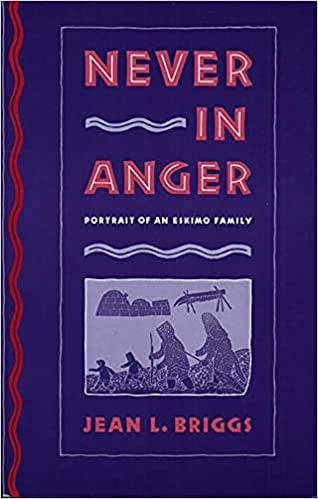 NEVER
IN
ANGER
PORTRAIT OF AN ESKIMO FAMILY
JEAN L. BRIGGS